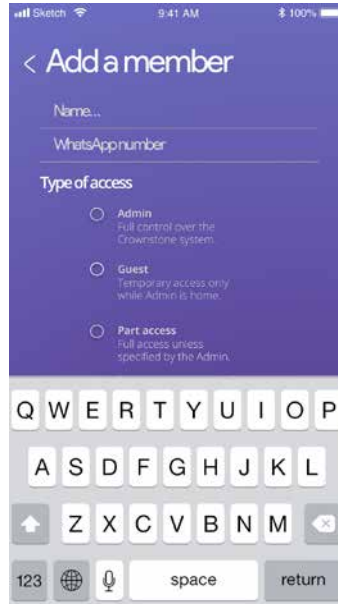 Sketch 9:41 AM 100%
< Add a member
Name...
WhatsApp number
Type of access
Admin
Full control over the
Crownstone system.
Guest
Temporary access only
while Admin is home.
Part access
Full access unless
specified by the Admin.
Q W E R T Y U I O P
A S D F G H J K L
Z X C V B N M
123 space return